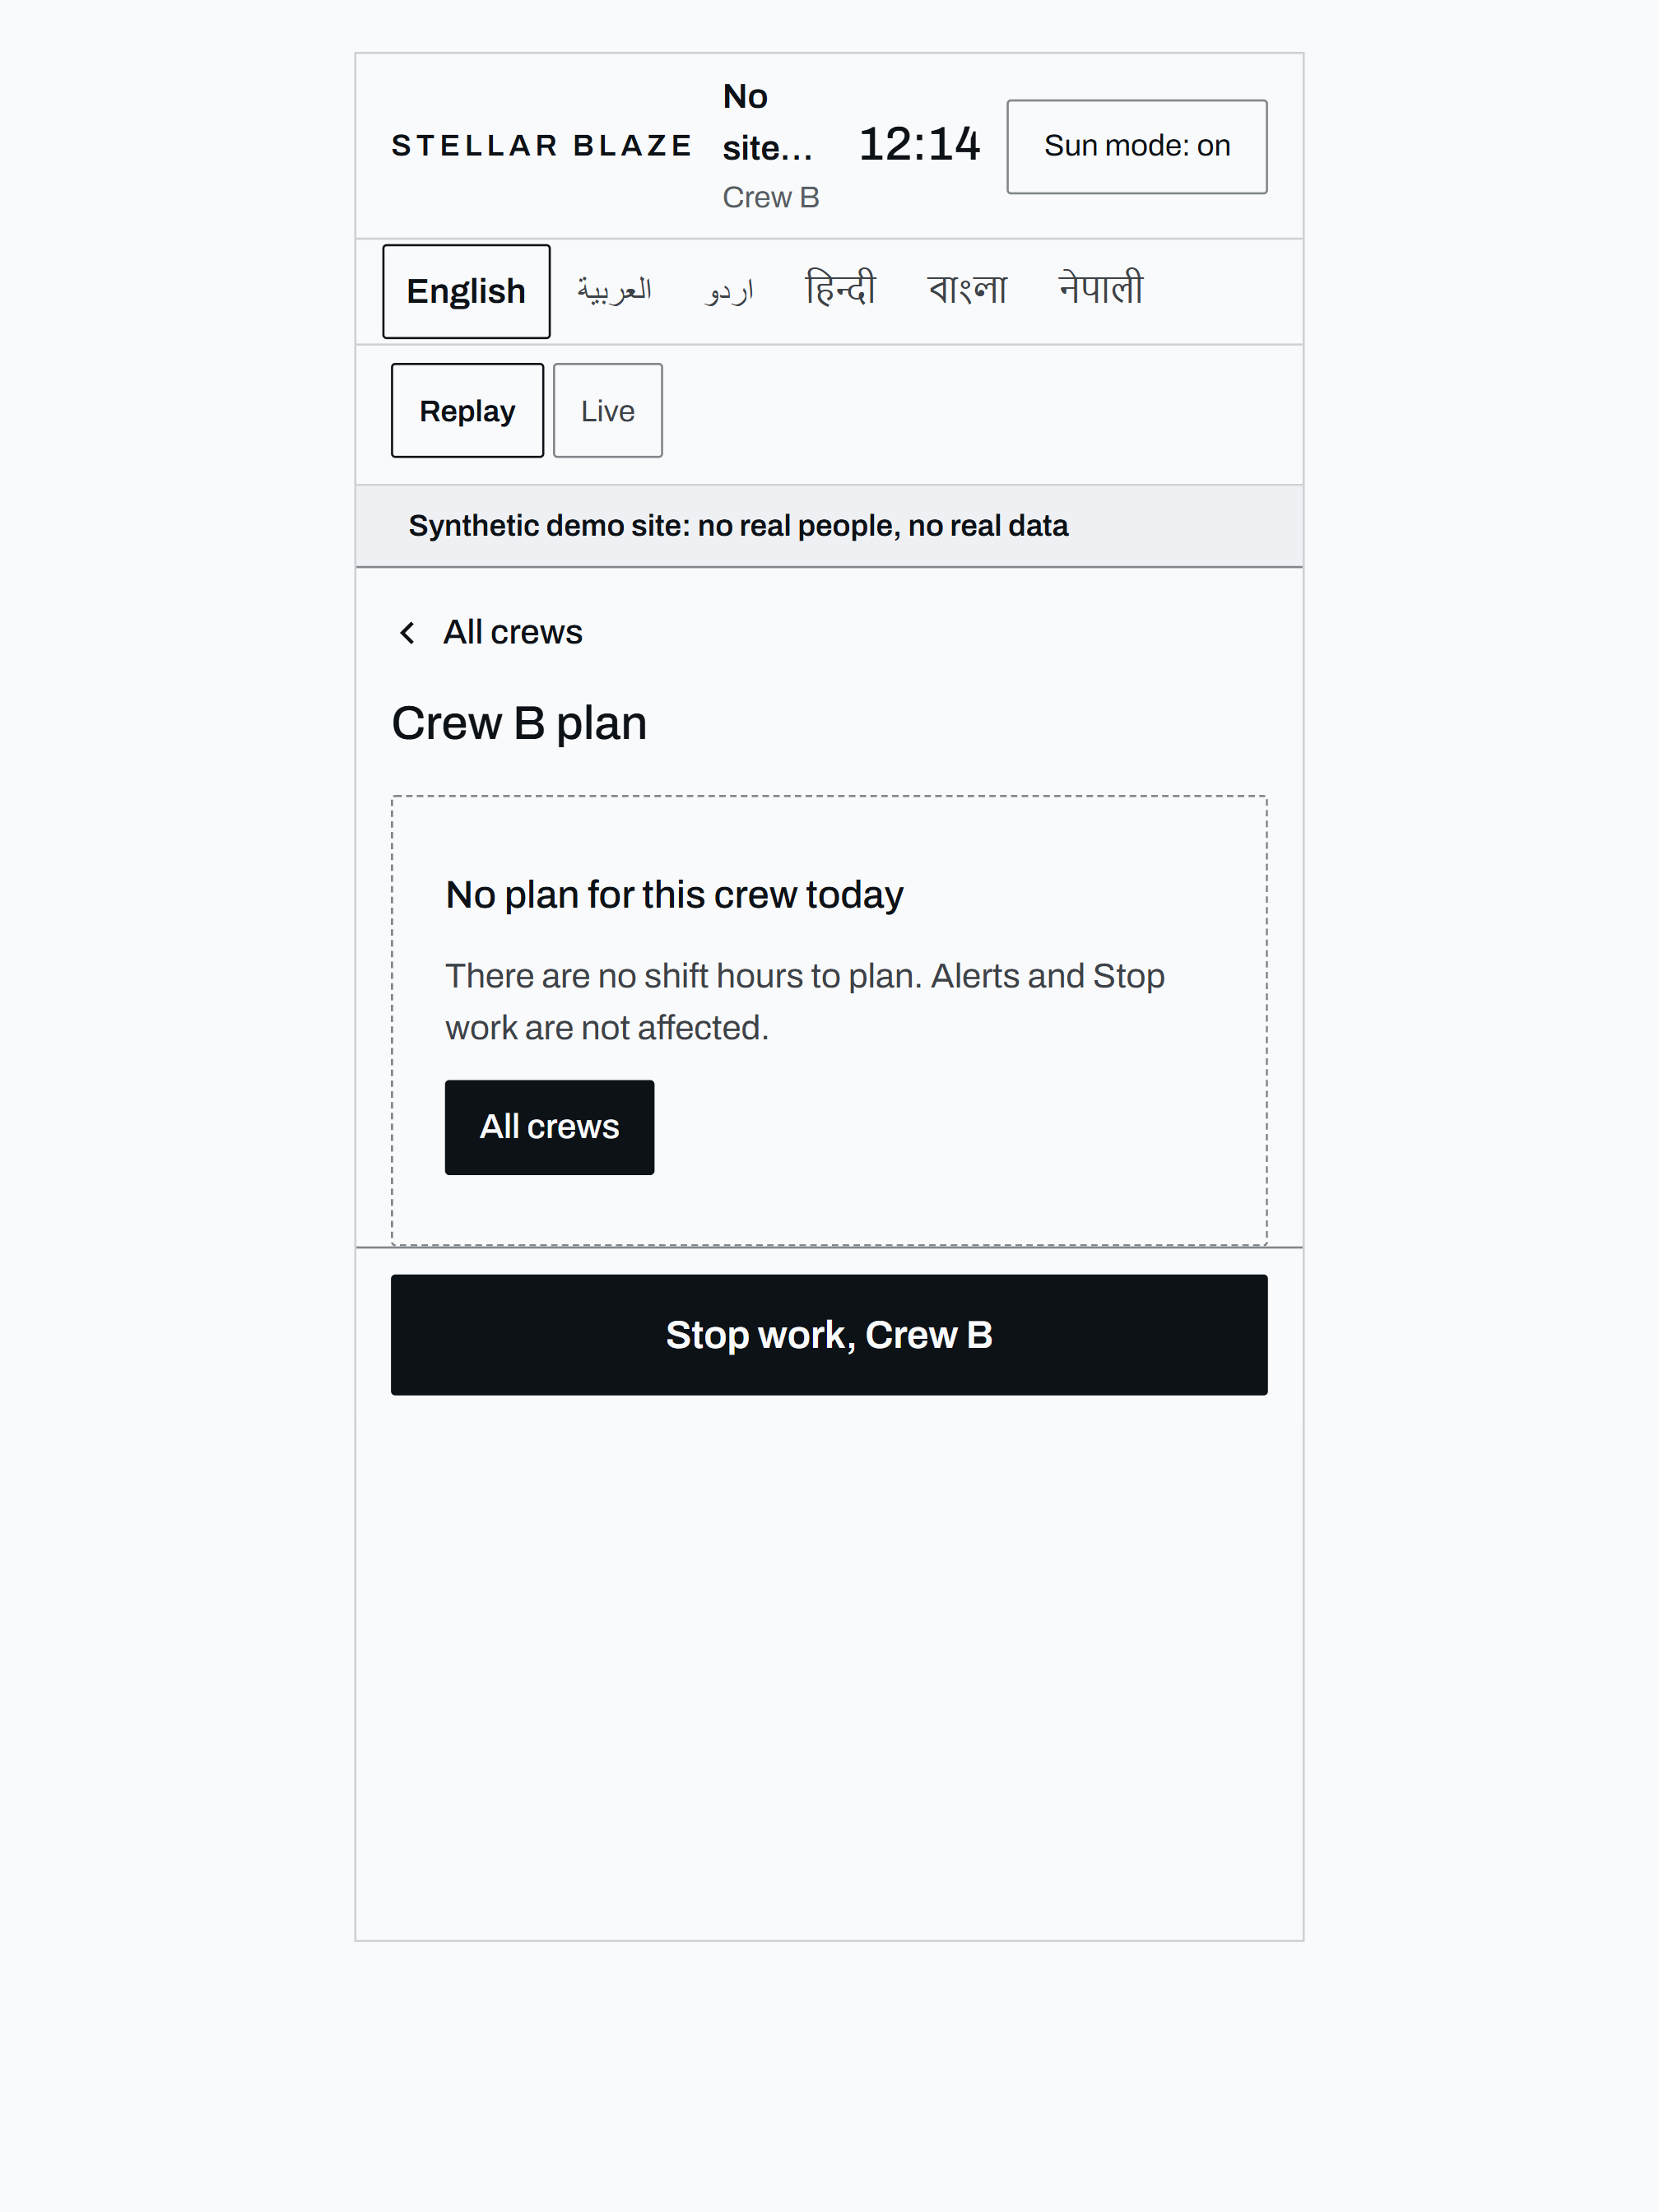 STELLAR BLAZE
No
site...
Crew B
12:14
Sun mode: on
English العربية اردو हिन्दी বাংলা नेपाली
Replay Live
Synthetic demo site: no real people, no real data
All crews
Crew B plan
No plan for this crew today
There are no shift hours to plan. Alerts and Stop
work are not affected.
All crews
Stop work, Crew B